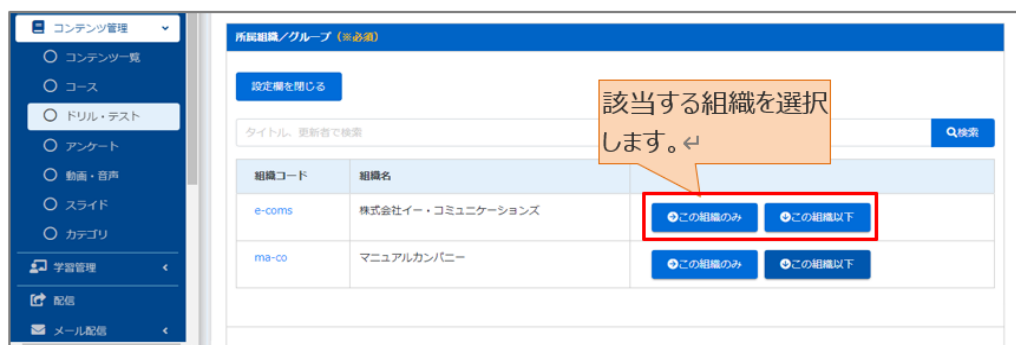 コンテンツ管理
コンテンツ一覧
コース
ドリル・テスト
アンケート
動画・音声
スライド
カテゴリ
学習管理
配信
メール配信
所属組織／グループ（※必須）
設定欄を閉じる
該当する組織を選択
します。↵
タイトル、更新者で検索
検索
組織コード 組織名
e-coms 株式会社イー・コミュニケーションズ この組織のみ この組織以下
ma-co マニュアルカンパニー この組織のみ この組織以下